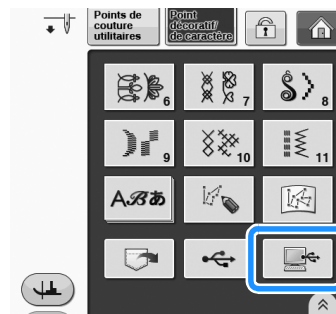 Points de
couture
utilitaires
Point
décoratif/
de caractère
6
7
8
9
10
11
Aℬあ